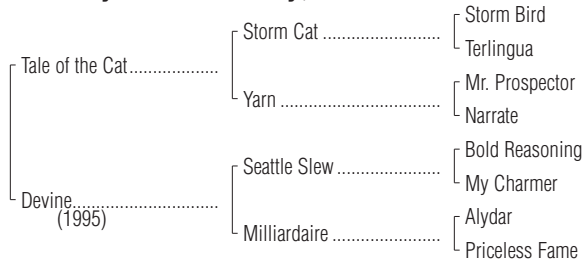 Storm Bird
Storm Cat ........................
Terlingua
Tale of the Cat..................
Mr. Prospector
Yarn ................................
Narrate
Bold Reasoning
Seattle Slew .....................
My Charmer
Devine.............................
(1995)
Alydar
Milliardaire ......................
Priceless Fame